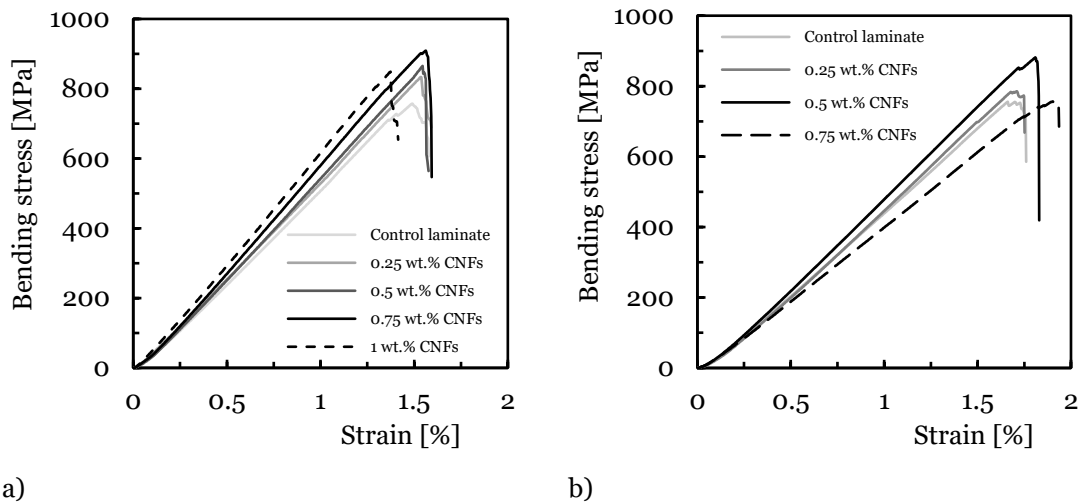 1000
800
600
400
200
0
Bending stress [MPa]
Control laminate
0.25 wt.% CNFs
0.5 wt.% CNFs
0.75 wt.% CNFs
1 wt.% CNFs
0 0.5 1 1.5 2
Strain [%]
a)
1000
800
600
400
200
0
Bending stress [MPa]
Control laminate
0.25 wt.% CNFs
0.5 wt.% CNFs
0.75 wt.% CNFs
0 0.5 1 1.5 2
Strain [%]
b)